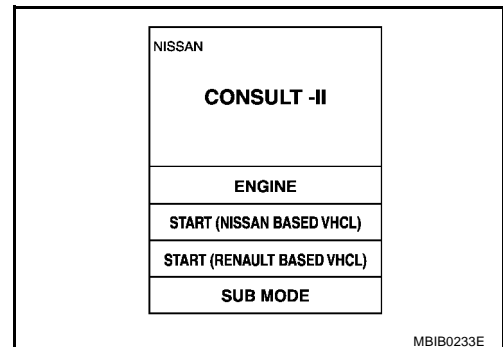 NISSAN
CONSULT -II
ENGINE
START (NISSAN BASED VHCL)
START (RENAULT BASED VHCL)
SUB MODE
MBIB0233E